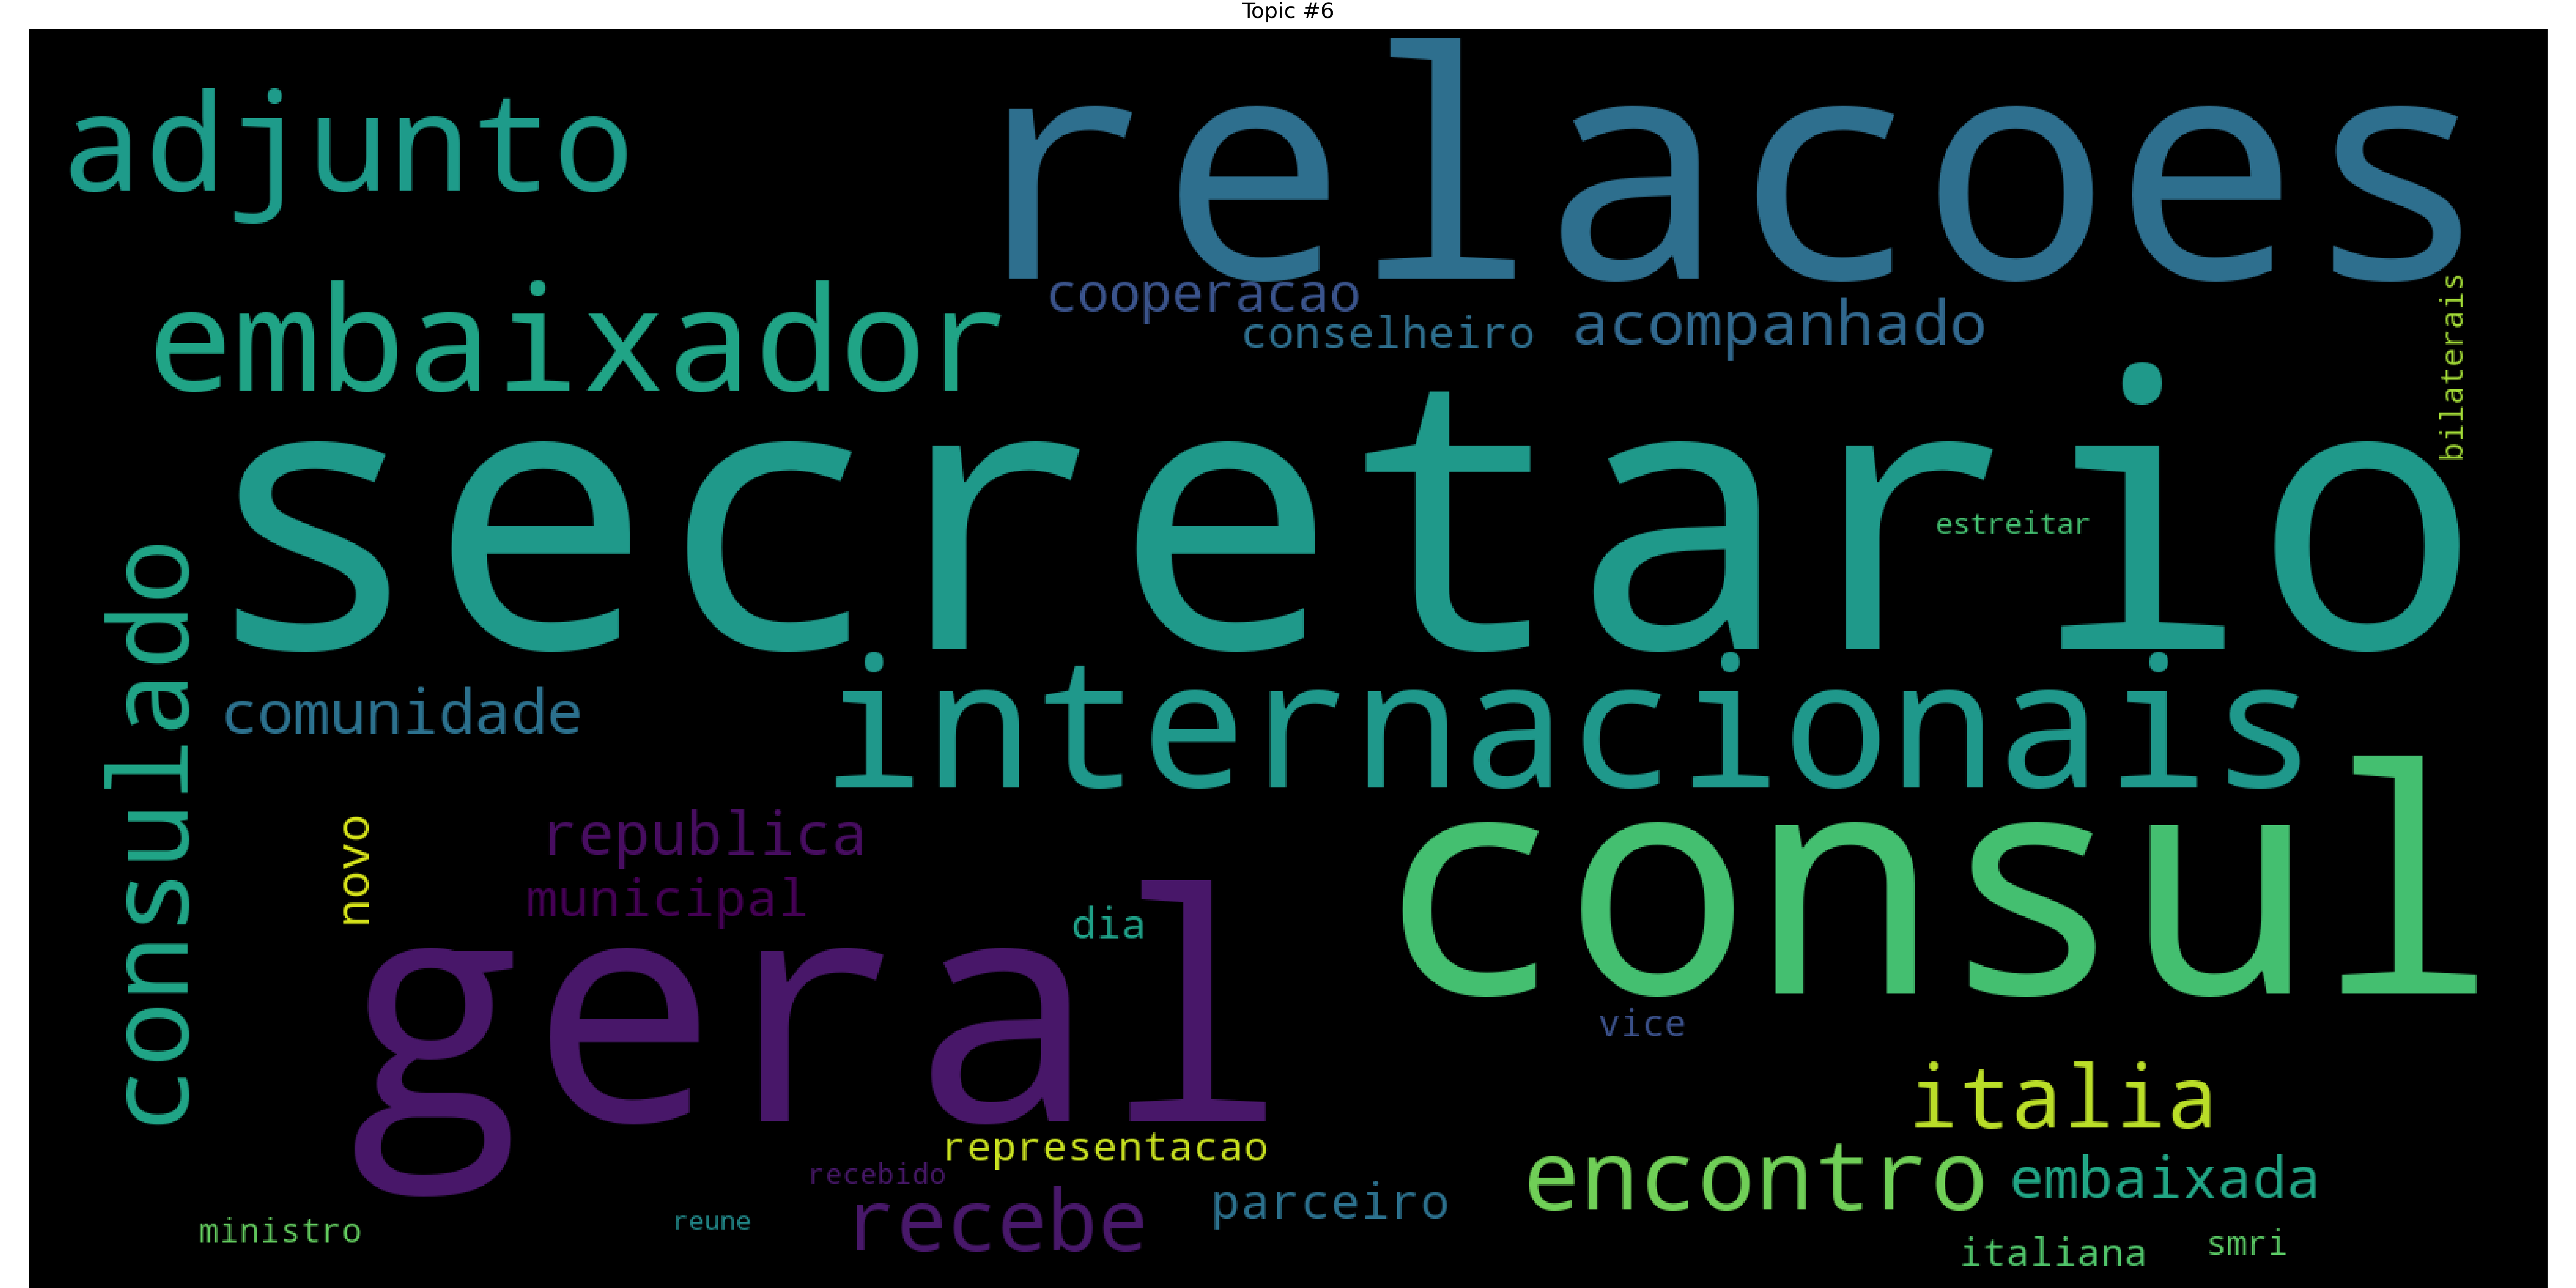 Topic #6
adjunto
relacoes
cooperacao
conselheiro
acompanhado
bilaterais
embaixador
secretario
estreitar
consulado
comunidade
internacionais
novo
republica
municipal
dia
consul
geral
vice
italia
representacao
recebido
encontro
embaixada
ministro
reune
recebe
parceiro
italiana
smri